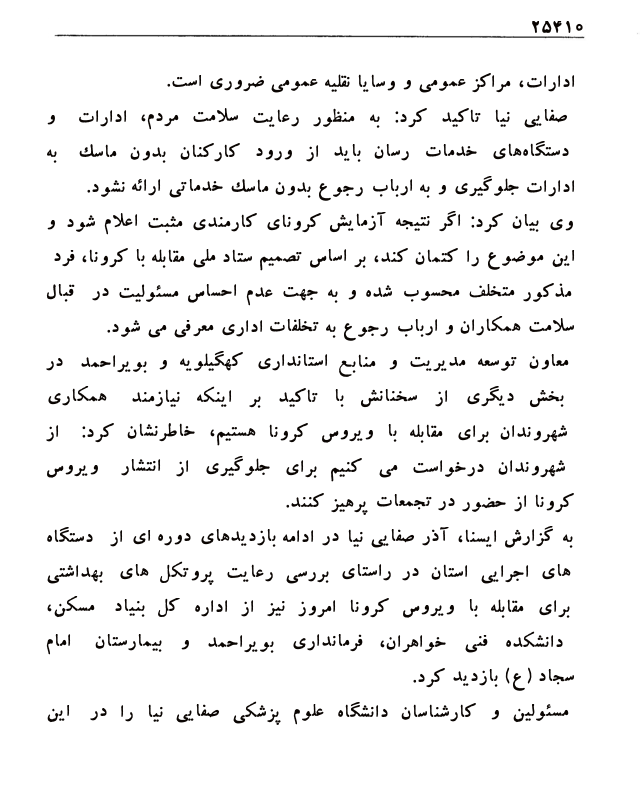 ۲۵۴۱۰
ادارات، مراکز عمومی و وسایا نقلیه عمومی ضروری است.
صفایی نیا تاکید کرد: به منظور رعایت سلامت مردم، ادارات و
دستگاه‌های خدمات رسان باید از ورود کارکنان بدون ماسك به
ادارات جلوگیری و به ارباب رجوع بدون ماسك خدماتی ارائه نشود.
وی بیان کرد: اگر نتیجه آزمایش کرونای کارمندی مثبت اعلام شود و
این موضوع را کتمان کند، بر اساس تصمیم ستاد ملی مقابله با کرونا، فرد
مذکور متخلف محسوب شده و به جهت عدم احساس مسئولیت در قبال
سلامت همکاران و ارباب رجوع به تخلفات اداری معرفی می شود.
معاون توسعه مدیریت و منابع استانداری کهگیلویه و بویراحمد در
بخش دیگری از سخنانش با تاکید بر اینکه نیازمند همکاری
شهروندان برای مقابله با ویروس کرونا هستیم، خاطرنشان کرد: از
شهروندان درخواست می کنیم برای جلوگیری از انتشار ویروس
کرونا از حضور در تجمعات پرهیز کنند.
به گزارش ایسنا، آذر صفایی نیا در ادامه بازدیدهای دوره ای از دستگاه
های اجرایی استان در راستای بررسی رعایت پروتکل های بهداشتی
برای مقابله با ویروس کرونا امروز نیز از اداره کل بنیاد مسکن،
دانشکده فنی خواهران، فرمانداری بویراحمد و بیمارستان امام
سجاد (ع) بازدید کرد.
مسئولین و کارشناسان دانشگاه علوم پزشکی صفایی نیا را در این